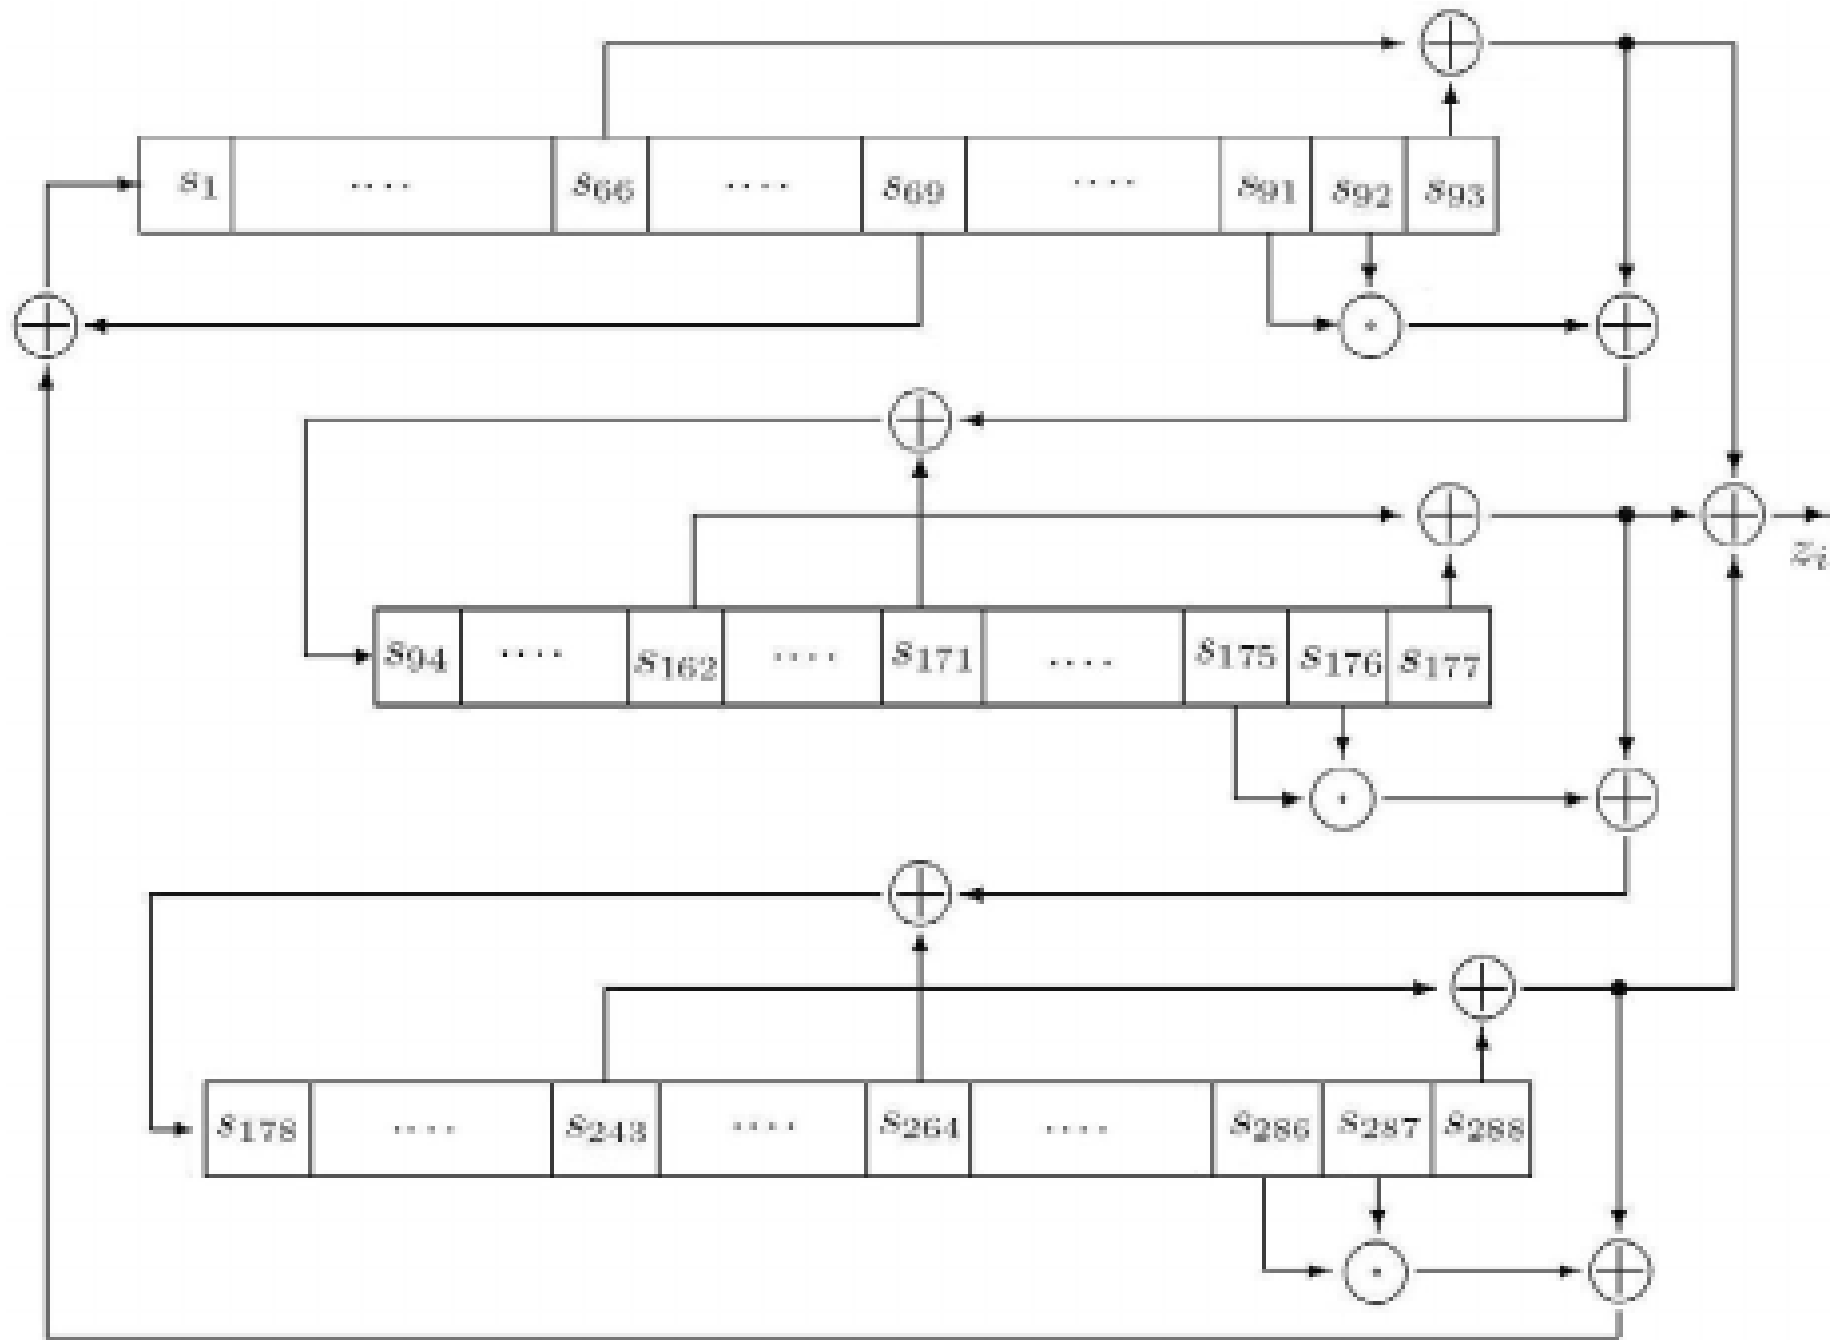 s₁ .... s₆₆ .... s₆₉ .... s₉₁ s₉₂ s₉₃
zᵢ
s₉₄ .... s₁₆₂ .... s₁₇₁ .... s₁₇₅ s₁₇₆ s₁₇₇
s₁₇₈ .... s₂₄₃ .... s₂₆₄ .... s₂₈₆ s₂₈₇ s₂₈₈